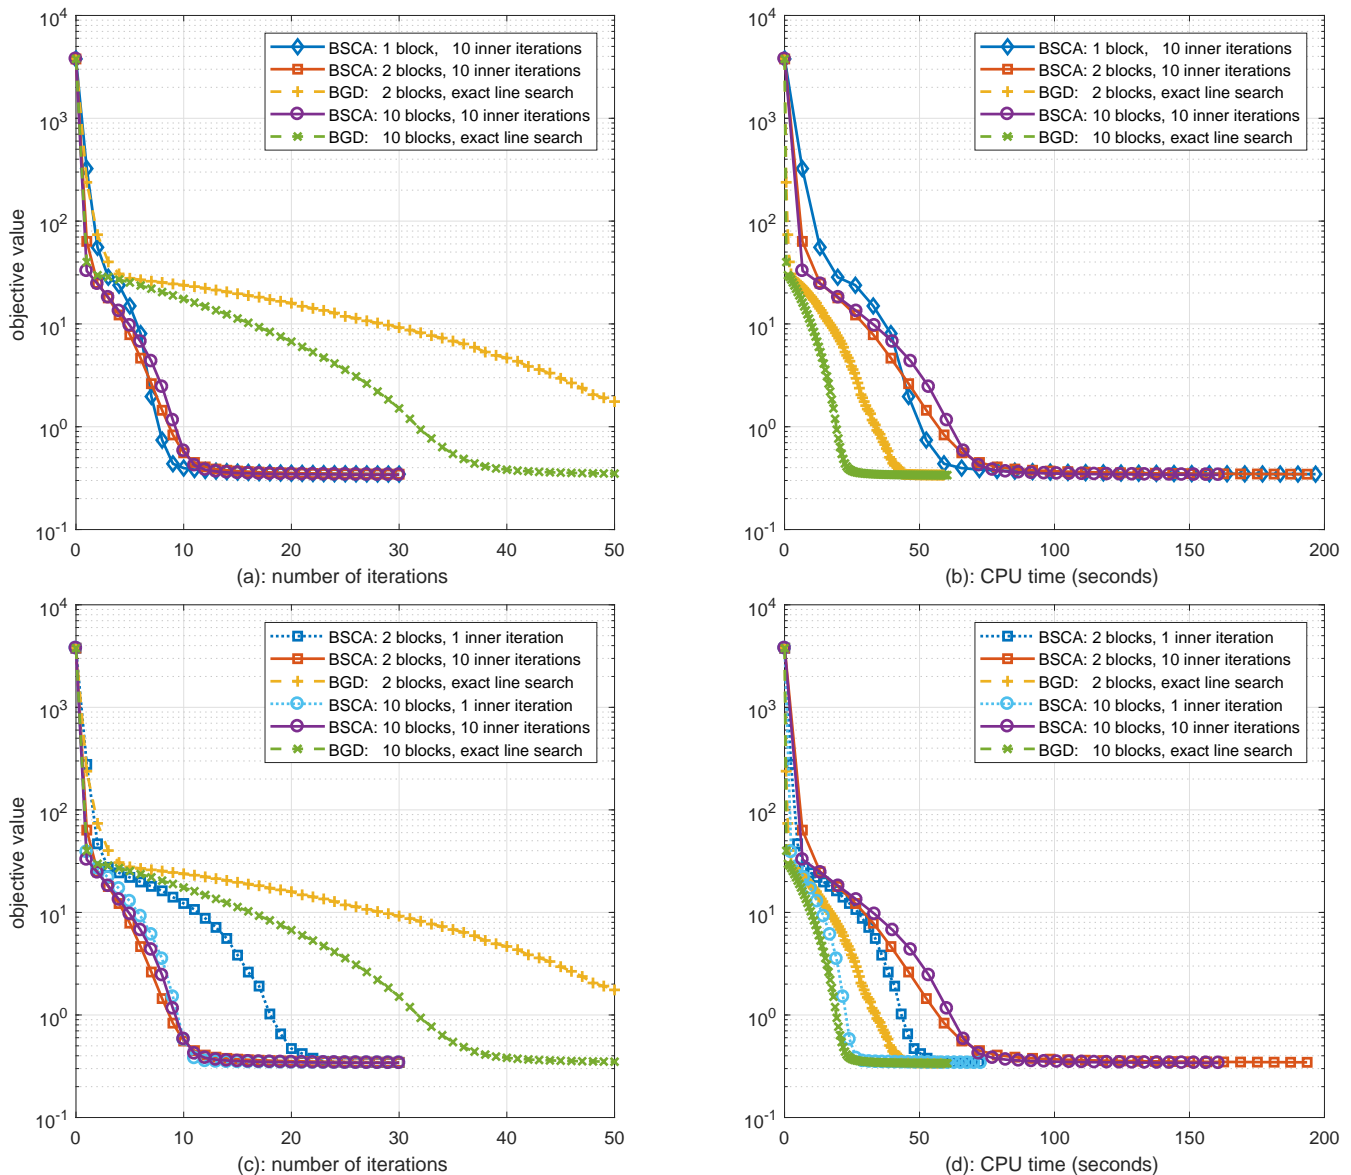 10^4
10^3
10^2
10^1
10^0
10^-1
objective value
BSCA: 1 block, 10 inner iterations
BSCA: 2 blocks, 10 inner iterations
BGD: 2 blocks, exact line search
BSCA: 10 blocks, 10 inner iterations
BGD: 10 blocks, exact line search
0 10 20 30 40 50
(a): number of iterations
10^4
10^3
10^2
10^1
10^0
10^-1
BSCA: 1 block, 10 inner iterations
BSCA: 2 blocks, 10 inner iterations
BGD: 2 blocks, exact line search
BSCA: 10 blocks, 10 inner iterations
BGD: 10 blocks, exact line search
0 50 100 150 200
(b): CPU time (seconds)
10^4
10^3
10^2
10^1
10^0
10^-1
objective value
BSCA: 2 blocks, 1 inner iteration
BSCA: 2 blocks, 10 inner iterations
BGD: 2 blocks, exact line search
BSCA: 10 blocks, 1 inner iteration
BSCA: 10 blocks, 10 inner iterations
BGD: 10 blocks, exact line search
0 10 20 30 40 50
(c): number of iterations
10^4
10^3
10^2
10^1
10^0
10^-1
BSCA: 2 blocks, 1 inner iteration
BSCA: 2 blocks, 10 inner iterations
BGD: 2 blocks, exact line search
BSCA: 10 blocks, 1 inner iteration
BSCA: 10 blocks, 10 inner iterations
BGD: 10 blocks, exact line search
0 50 100 150 200
(d): CPU time (seconds)